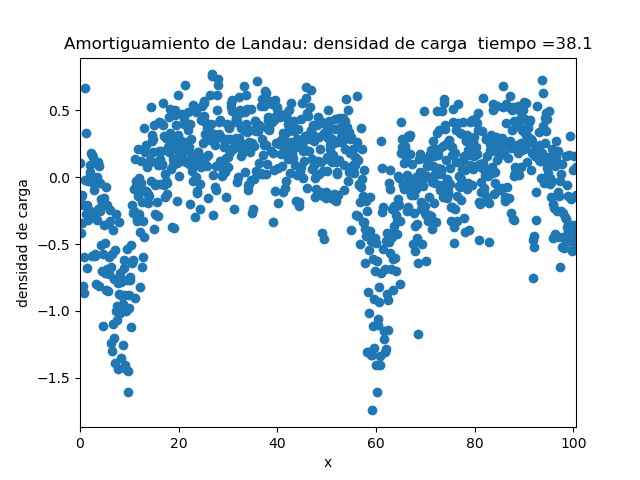 Amortiguamiento de Landau: densidad de carga  tiempo =38.1
densidad de carga
0.5
0.0
−0.5
−1.0
−1.5
0 20 40 60 80 100
x